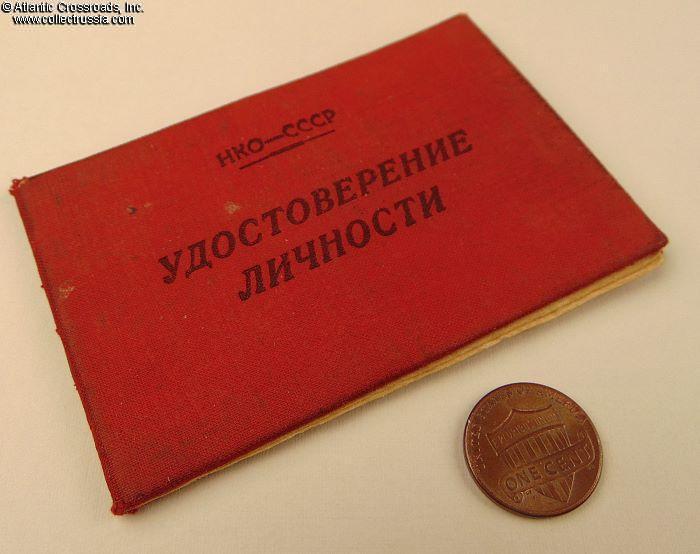 © Atlantic Crossroads, Inc.
www.collectrussia.com
НКО—СССР
УДОСТОВЕРЕНИЕ
ЛИЧНОСТИ
ONE CENT